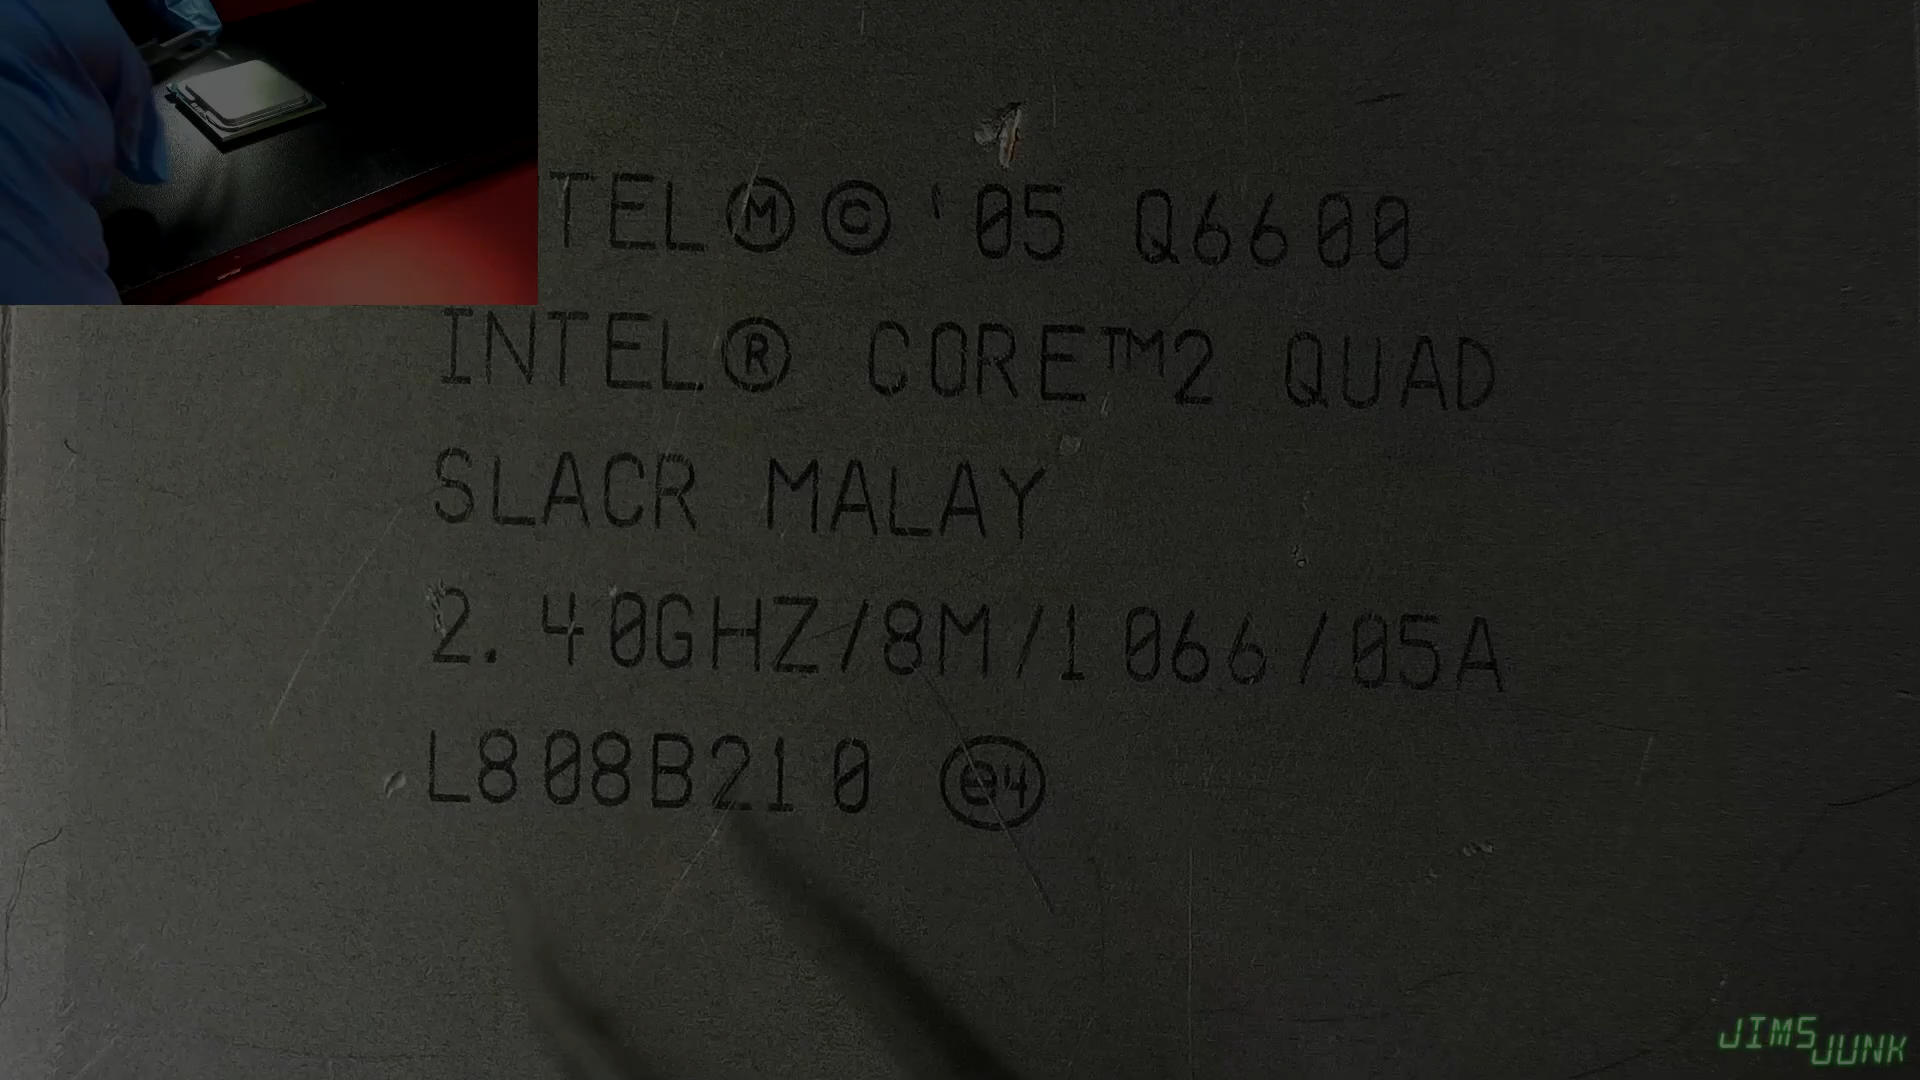 TEL Ⓜ © '05 Q6600
INTEL® CORE™2 QUAD
SLACR MALAY
2.40GHZ/8M/1066/05A
L808B210 e4
JIMS JUNK